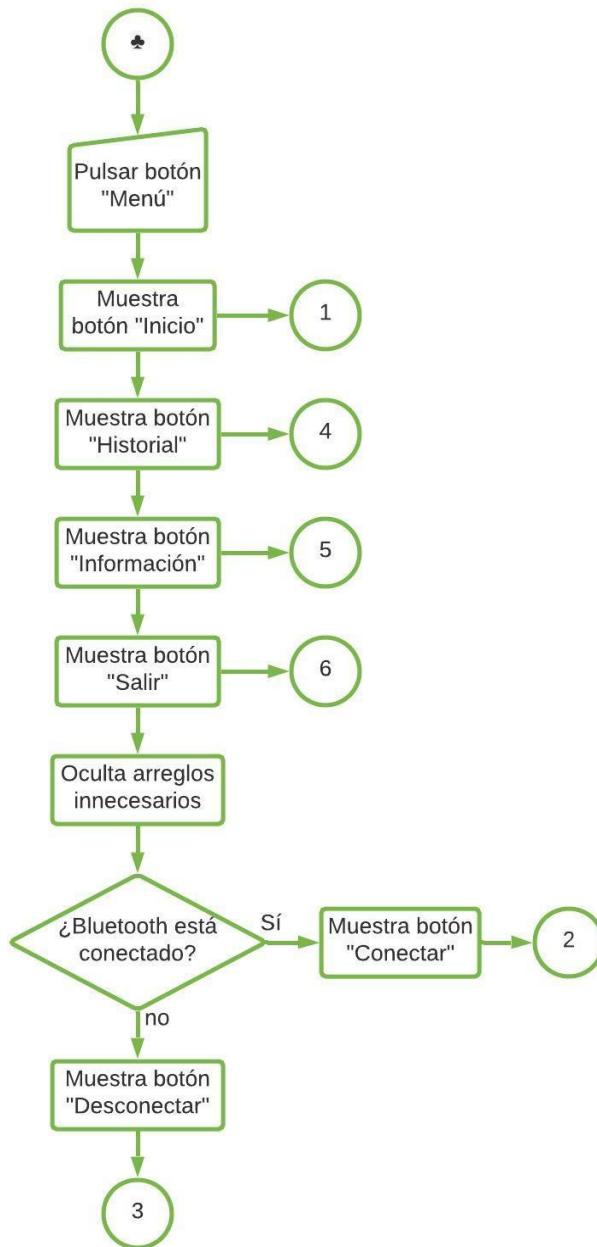 ♣
Pulsar botón
"Menú"
Muestra
botón "Inicio"
1
Muestra botón
"Historial"
4
Muestra botón
"Información"
5
Muestra botón
"Salir"
6
Oculta arreglos
innecesarios
¿Bluetooth está
conectado?
Sí
Muestra botón
"Conectar"
2
no
Muestra botón
"Desconectar"
3